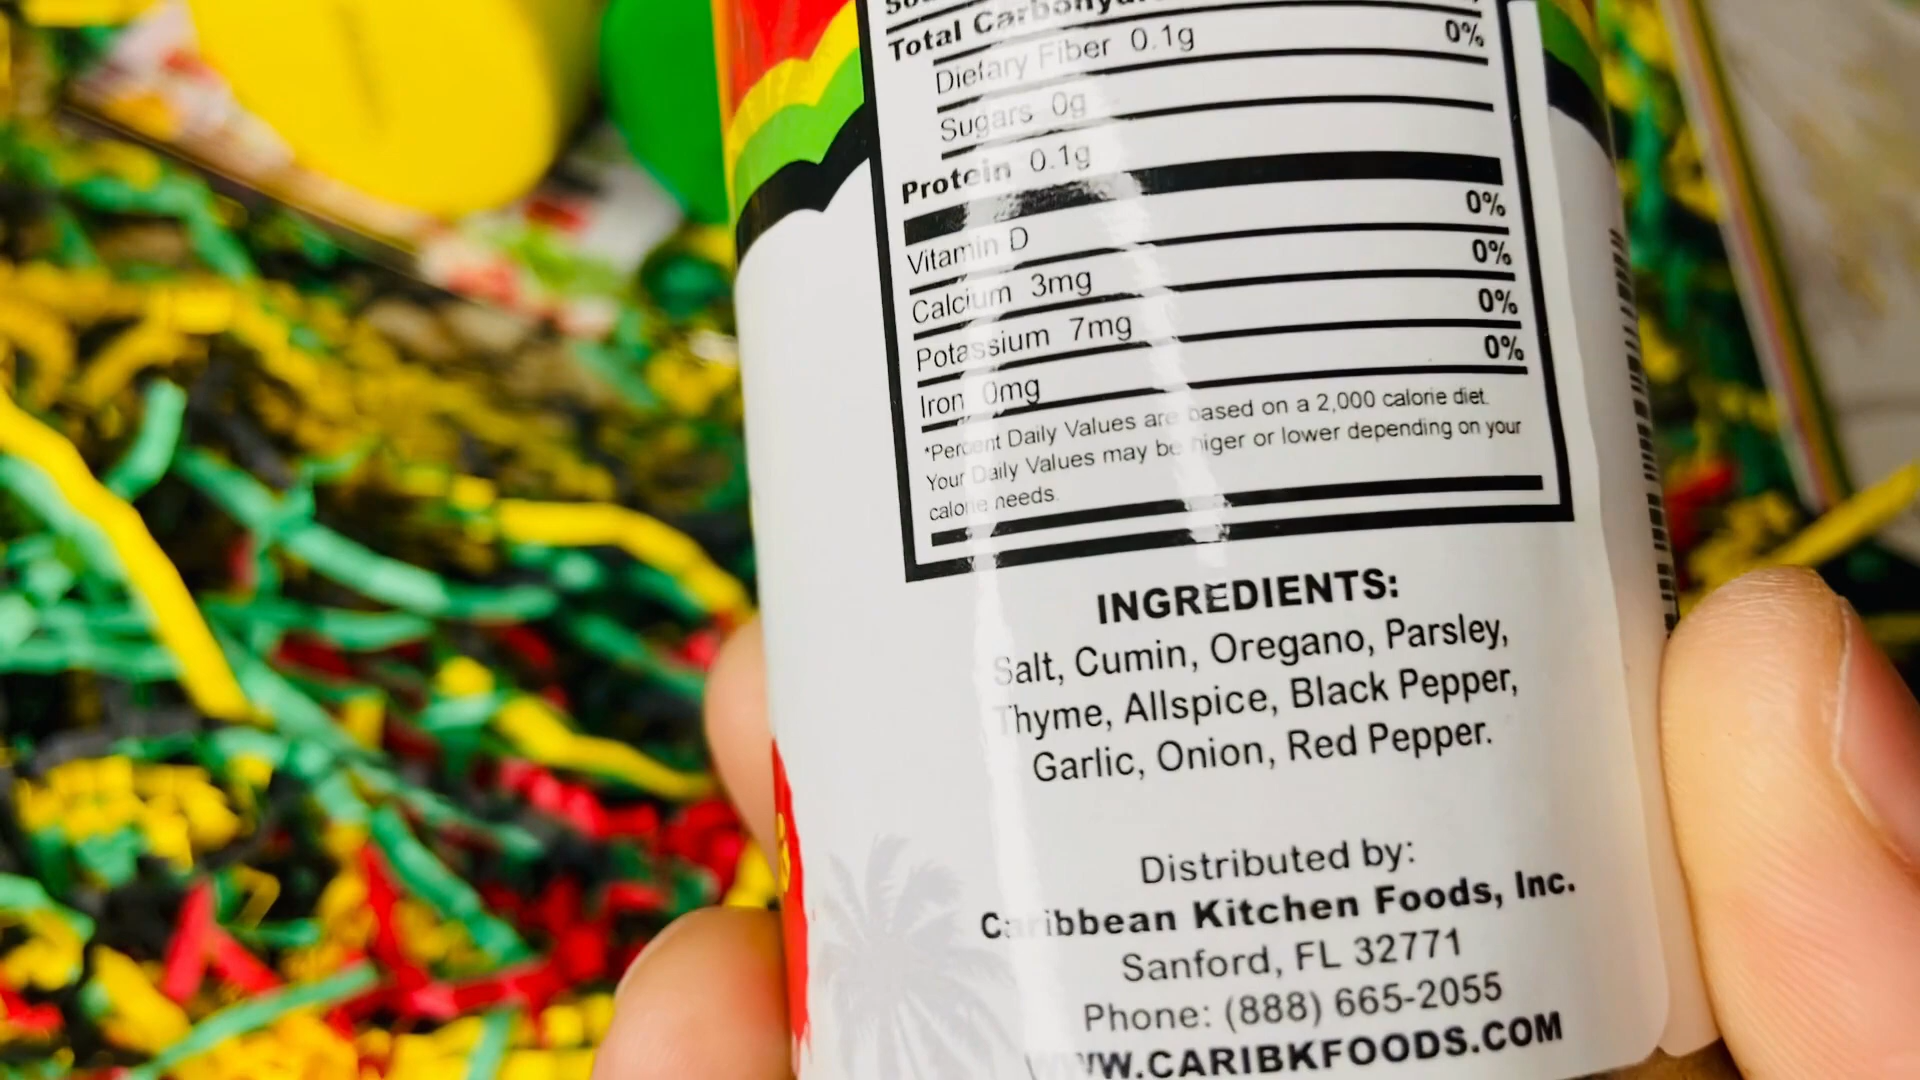 Total Carbohydr
Dietary Fiber 0.1g 0%
Sugars 0g
Protein 0.1g
Vitamin D 0%
Calcium 3mg 0%
Potassium 7mg 0%
Iron 0mg 0%
*Percent Daily Values are based on a 2,000 calorie diet.
Your Daily Values may be higer or lower depending on your
calorie needs.
INGREDIENTS:
Salt, Cumin, Oregano, Parsley,
Thyme, Allspice, Black Pepper,
Garlic, Onion, Red Pepper.
Distributed by:
Caribbean Kitchen Foods, Inc.
Sanford, FL 32771
Phone: (888) 665-2055
WWW.CARIBKFOODS.COM